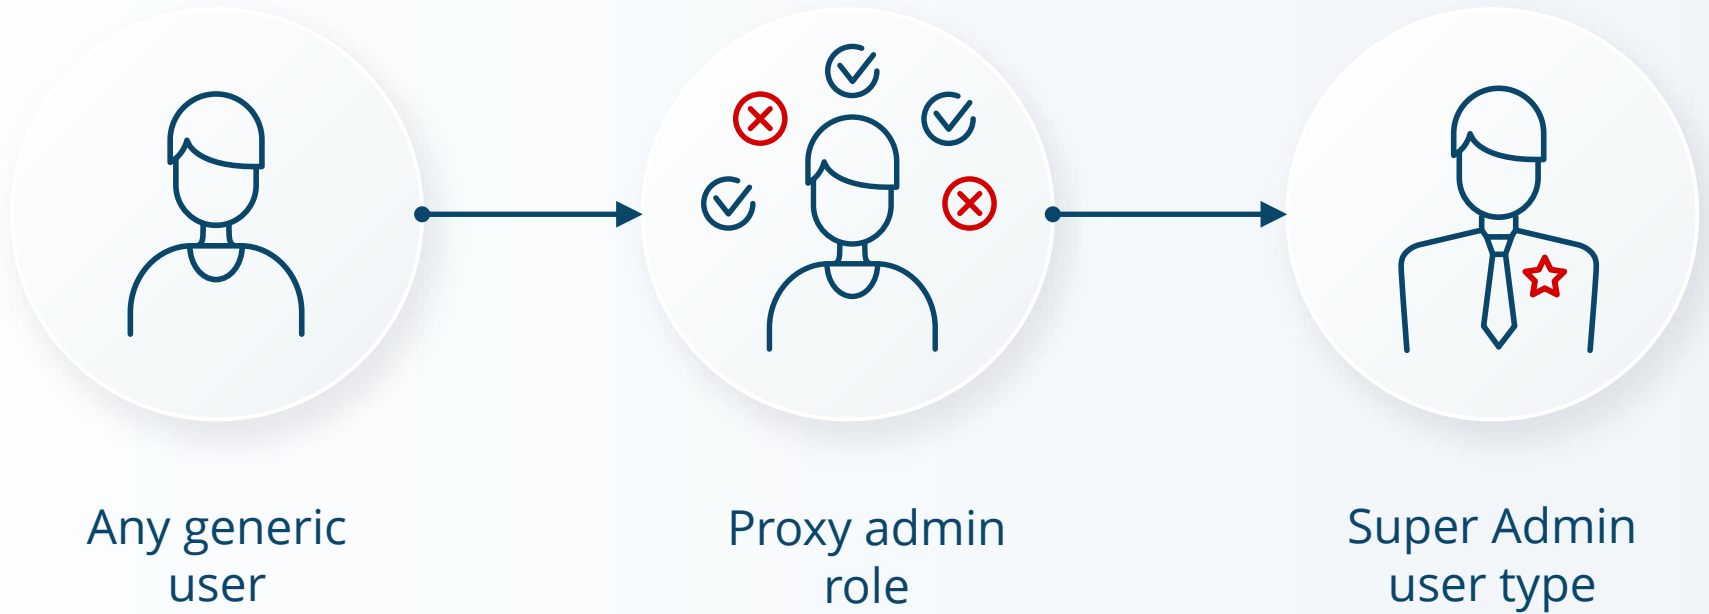 Any generic
user
Proxy admin
role
Super Admin
user type